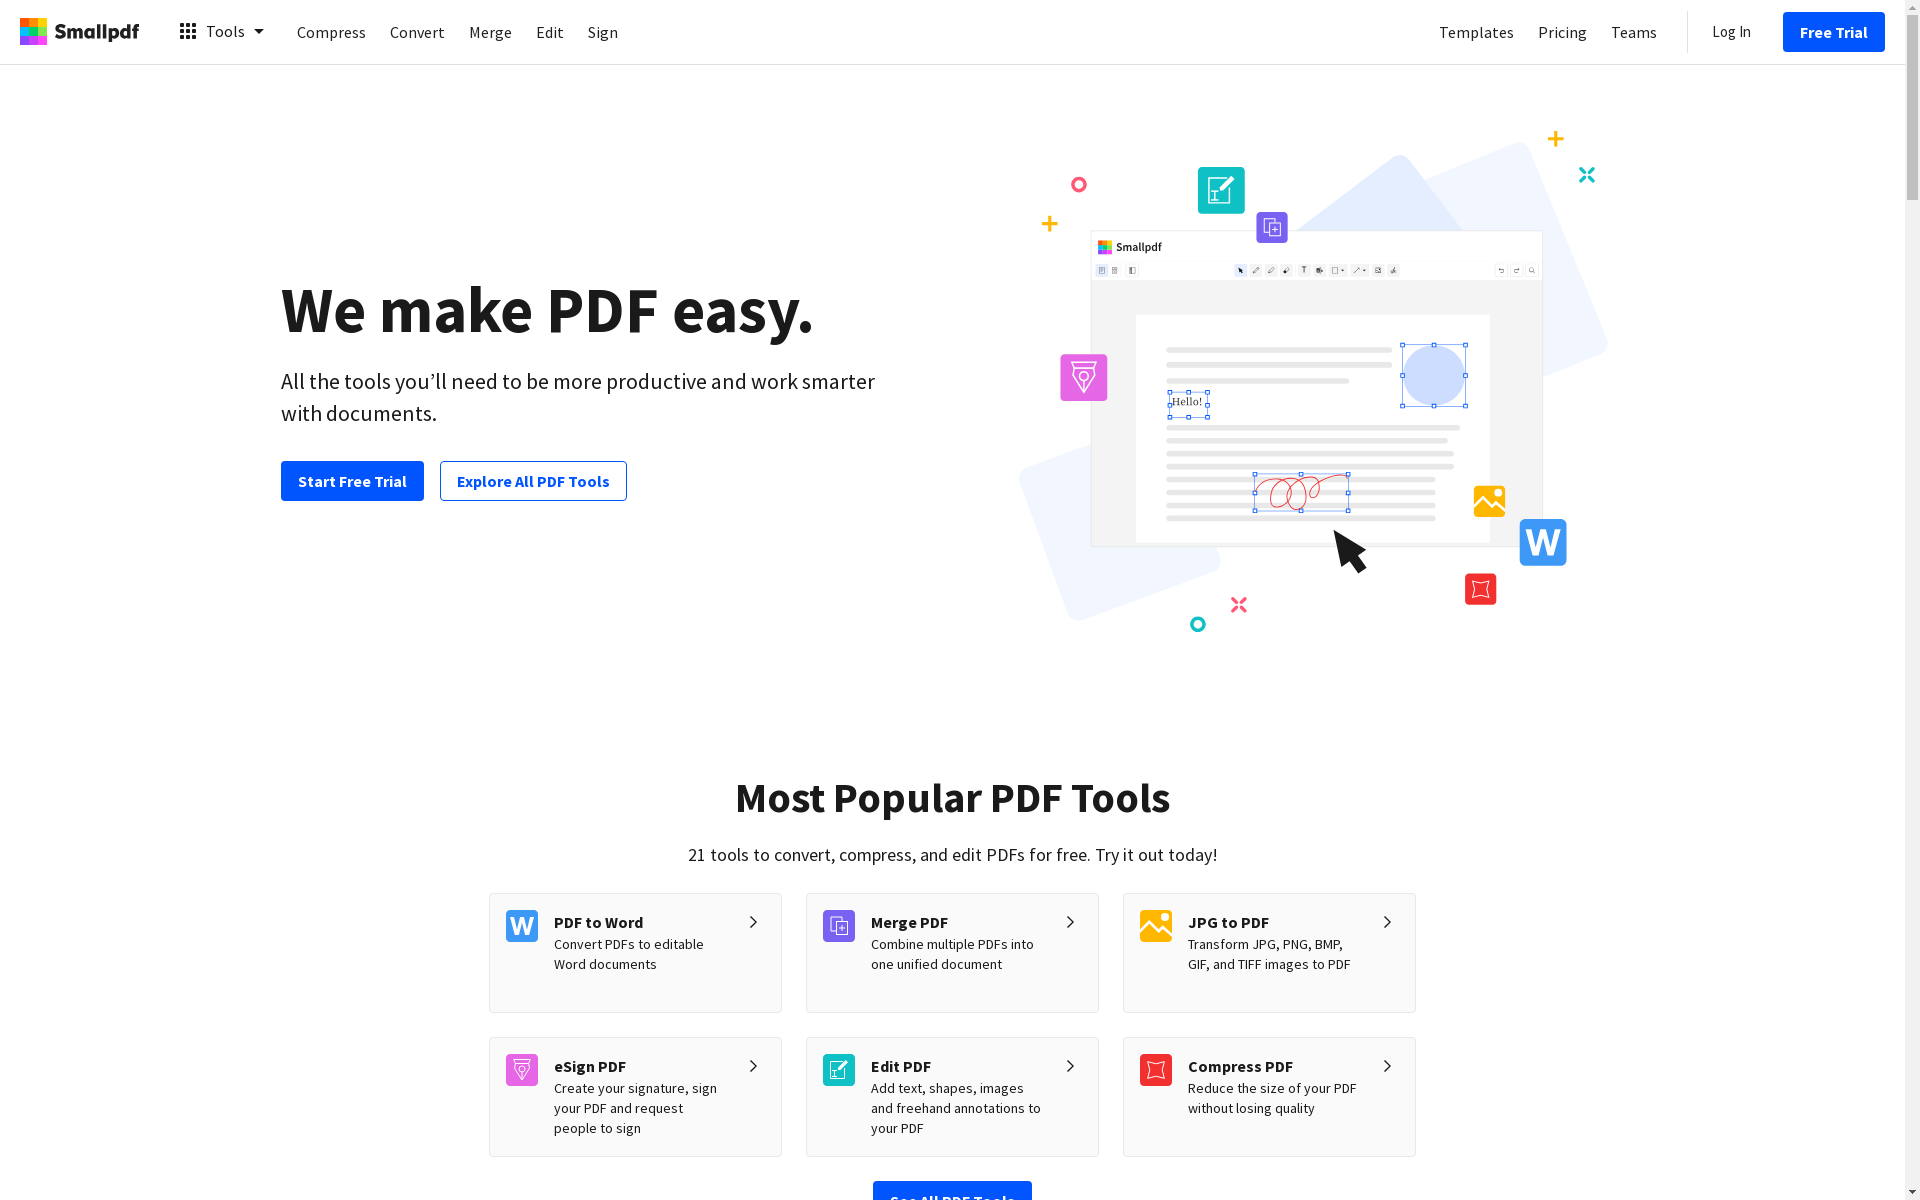 Smallpdf
Tools
Compress
Convert
Merge
Edit
Sign
Templates
Pricing
Teams
Log In
Free Trial
We make PDF easy.
All the tools you’ll need to be more productive and work smarter
with documents.
Start Free Trial
Explore All PDF Tools
Smallpdf
T
Hello!
W
Most Popular PDF Tools
21 tools to convert, compress, and edit PDFs for free. Try it out today!
W
PDF to Word
Convert PDFs to editable
Word documents
Merge PDF
Combine multiple PDFs into
one unified document
JPG to PDF
Transform JPG, PNG, BMP,
GIF, and TIFF images to PDF
eSign PDF
Create your signature, sign
your PDF and request
people to sign
Edit PDF
Add text, shapes, images
and freehand annotations to
your PDF
Compress PDF
Reduce the size of your PDF
without losing quality
See All PDF Tools